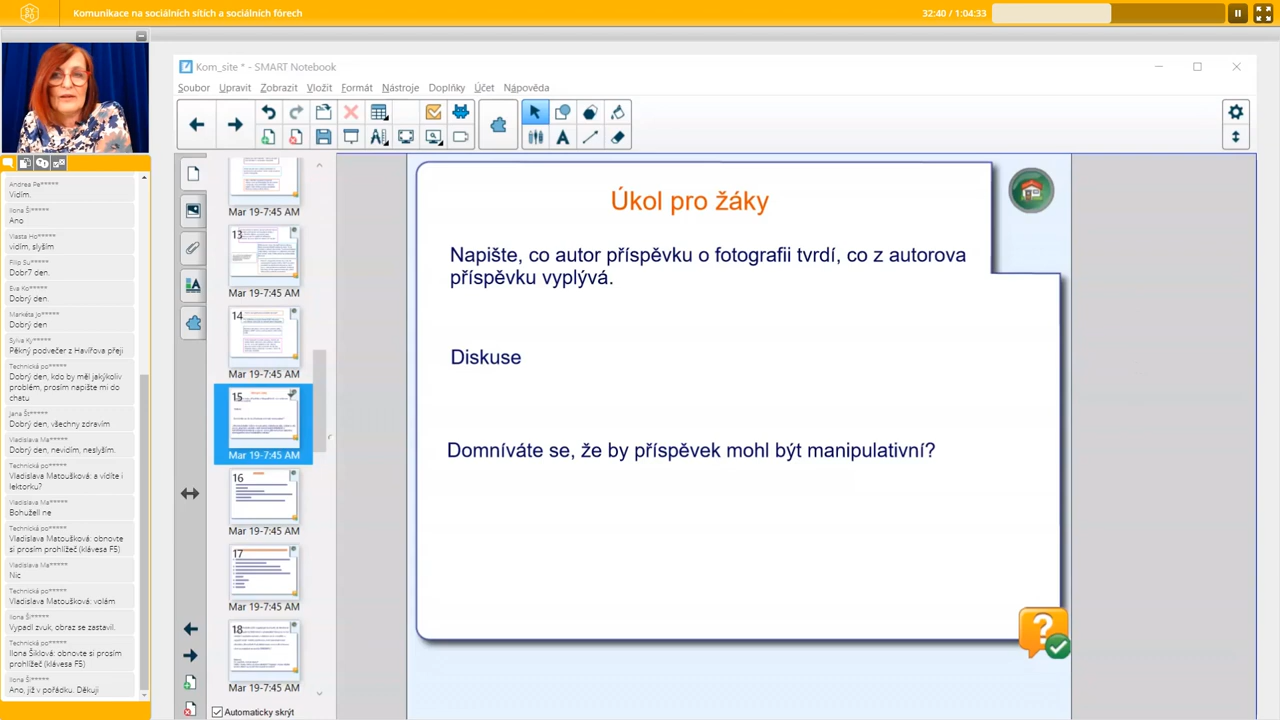 Komunikace na sociálních sítích a sociálních fórech
32:40 / 1:04:33
Andrea Pe*****
Vidím.
Ilona Ší*****
Ano
Vlasta Ho*****
vidím, slyším
Filip Su*****
Dobr7 den.
Eva Ko*****
Dobrý den.
Markéta Jo*****
Dobrý den
Sylva Ky*****
Pěkný podvečer z Havířova přeji
Technická po*****
Dobrý den, kdo by měl jakýkoliv
problém, prosím napište mi do
chatu
Jana Št*****
Dobrý den, všechny zdravím
Vladislava Ma*****
Dobrý den, nevidím, neslyším.
Technická po*****
Vladislava Matoušková: a vidíte i
lektorku?
Vladislava Ma*****
Bohužell ne
Technická po*****
Vladislava Matoušková: obnovte
si prosím prohlížeč (klávesa F5)
Vladislava Ma*****
Nic
Technická po*****
Vladislava Matoušková: volám
Ilona Ší*****
Vypadl zvuk, obraz se zastavil.
Technická po*****
Ilona Šiklová: obnovte si prosím
prohlížeč (klávesa F5)
Ilona Ší*****
Ano, již v pořádku. Děkuji
Kom_site * - SMART Notebook
Soubor Upravit Zobrazit Vložit Formát Nástroje Doplňky Účet Nápověda
Mar 19-7:45 AM
13
Mar 19-7:45 AM
14
Mar 19-7:45 AM
15
Mar 19-7:45 AM
16
Mar 19-7:45 AM
17
Mar 19-7:45 AM
18
Mar 19-7:45 AM
Automaticky skrýt
Úkol pro žáky
Napište, co autor příspěvku o fotografii tvrdí, co z autorova
příspěvku vyplývá.
Diskuse
Domníváte se, že by příspěvek mohl být manipulativní?